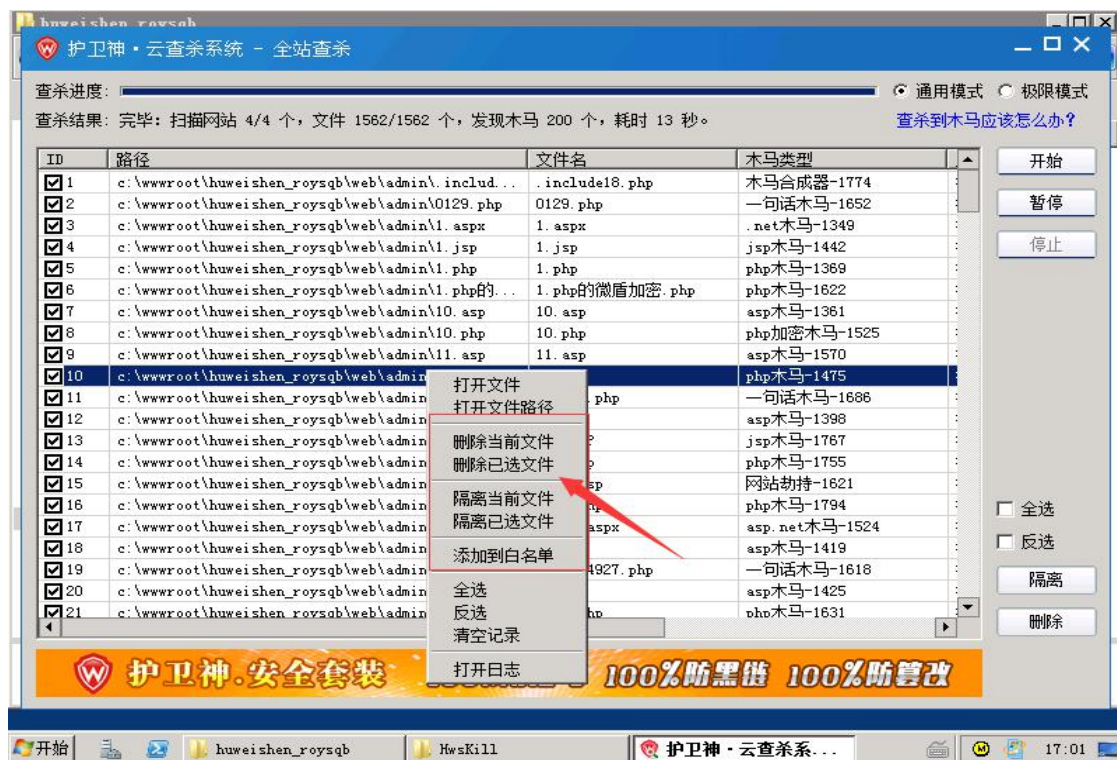 huweishen_roysqb
护卫神·云查杀系统 - 全站查杀
查杀进度:
通用模式 极限模式
查杀结果: 完毕: 扫描网站 4/4 个, 文件 1562/1562 个, 发现木马 200 个, 耗时 13 秒。
查杀到木马应该怎么办?
ID 路径 文件名 木马类型
1 c:\wwwroot\huweishen_roysqb\web\admin\.includ... .include18.php 木马合成器-1774
2 c:\wwwroot\huweishen_roysqb\web\admin\0129.php 0129.php 一句话木马-1652
3 c:\wwwroot\huweishen_roysqb\web\admin\1.aspx 1.aspx .net木马-1349
4 c:\wwwroot\huweishen_roysqb\web\admin\1.jsp 1.jsp jsp木马-1442
5 c:\wwwroot\huweishen_roysqb\web\admin\1.php 1.php php木马-1369
6 c:\wwwroot\huweishen_roysqb\web\admin\1.php的... 1.php的微盾加密.php php木马-1622
7 c:\wwwroot\huweishen_roysqb\web\admin\10.asp 10.asp asp木马-1361
8 c:\wwwroot\huweishen_roysqb\web\admin\10.php 10.php php加密木马-1525
9 c:\wwwroot\huweishen_roysqb\web\admin\11.asp 11.asp asp木马-1570
10 c:\wwwroot\huweishen_roysqb\web\admin php木马-1475
11 c:\wwwroot\huweishen_roysqb\web\admin .php 一句话木马-1686
12 c:\wwwroot\huweishen_roysqb\web\admin asp木马-1398
13 c:\wwwroot\huweishen_roysqb\web\admin jsp木马-1767
14 c:\wwwroot\huweishen_roysqb\web\admin php木马-1755
15 c:\wwwroot\huweishen_roysqb\web\admin 网站劫持-1621
16 c:\wwwroot\huweishen_roysqb\web\admin php木马-1794
17 c:\wwwroot\huweishen_roysqb\web\admin aspx asp.net木马-1524
18 c:\wwwroot\huweishen_roysqb\web\admin asp木马-1419
19 c:\wwwroot\huweishen_roysqb\web\admin 4927.php 一句话木马-1618
20 c:\wwwroot\huweishen_roysqb\web\admin asp木马-1425
21 c:\wwwroot\huweishen_roysqb\web\admin php木马-1631
打开文件
打开文件路径
删除当前文件
删除已选文件
隔离当前文件
隔离已选文件
添加到白名单
全选
反选
清空记录
打开日志
开始
暂停
停止
全选
反选
隔离
删除
护卫神.安全套装 100%防黑链 100%防篡改
开始 huweishen_roysqb HwsKill 护卫神·云查杀系... 17:01